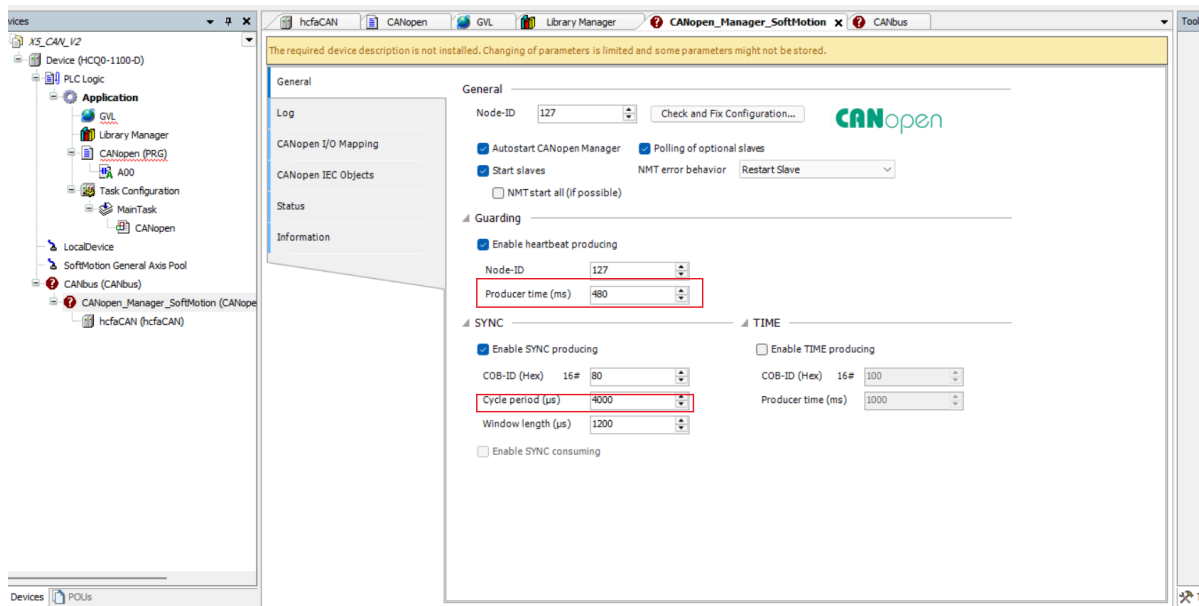 vices
hcfaCAN
CANopen
GVL
Library Manager
CANopen_Manager_SoftMotion x
CANbus
Tool
X5_CAN_V2
Device (HCQ0-1100-D)
PLC Logic
Application
GVL
Library Manager
CANopen (PRG)
A00
Task Configuration
MainTask
CANopen
LocalDevice
SoftMotion General Axis Pool
CANbus (CANbus)
CANopen_Manager_SoftMotion (CANope
hcfaCAN (hcfaCAN)
Devices
POUs
The required device description is not installed. Changing of parameters is limited and some parameters might not be stored.
General
Log
CANopen I/O Mapping
CANopen IEC Objects
Status
Information
General
Node-ID 127 Check and Fix Configuration...
CANopen
Autostart CANopen Manager Polling of optional slaves
Start slaves NMT error behavior Restart Slave
NMT start all (if possible)
Guarding
Enable heartbeat producing
Node-ID 127
Producer time (ms) 480
SYNC
Enable SYNC producing
COB-ID (Hex) 16# 80
Cycle period (µs) 4000
Window length (µs) 1200
Enable SYNC consuming
TIME
Enable TIME producing
COB-ID (Hex) 16# 100
Producer time (ms) 1000